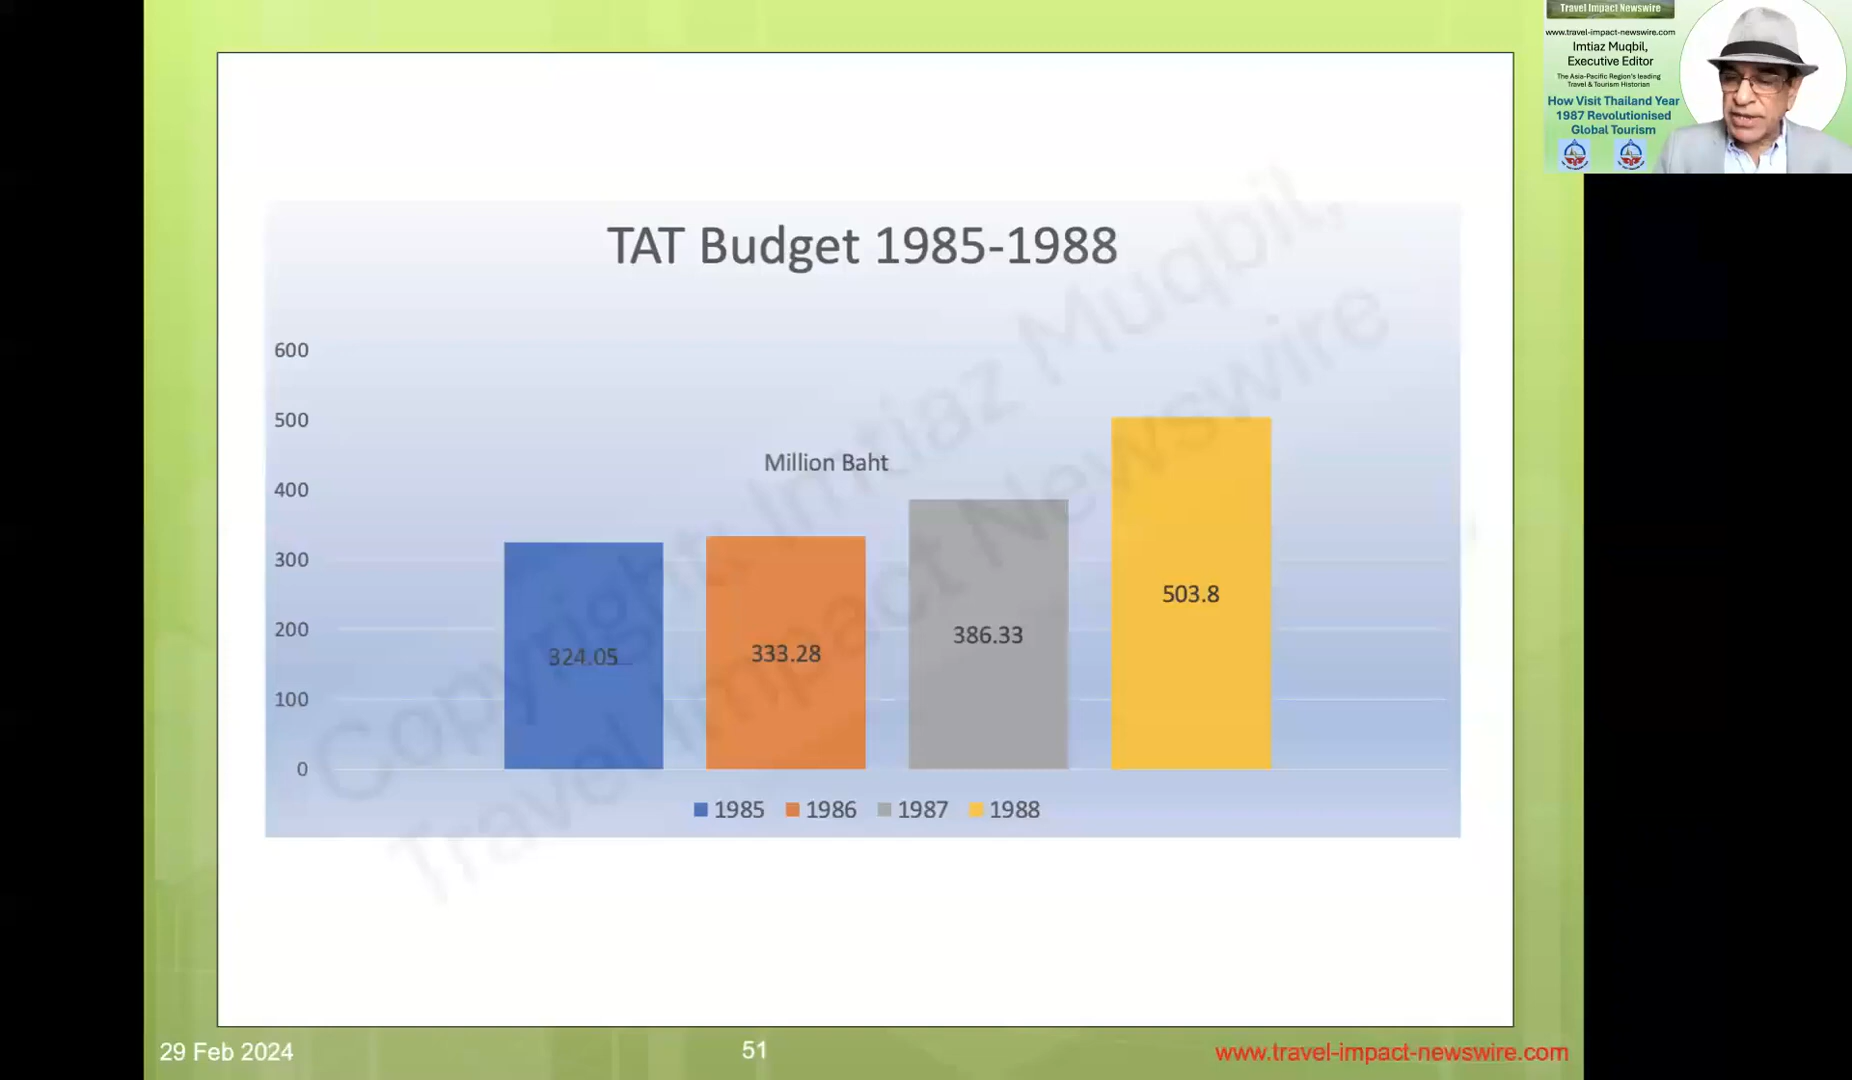 Travel Impact Newswire
www.travel-impact-newswire.com
Imtiaz Muqbil,
Executive Editor
The Asia-Pacific Region's leading
Travel & Tourism Historian
How Visit Thailand Year
1987 Revolutionised
Global Tourism
TAT Budget 1985-1988
600
500
Million Baht
400
300
200
100
0
324.05
333.28
386.33
503.8
1985 1986 1987 1988
Copyright: Imtiaz Muqbil,
Travel Impact Newswire
29 Feb 2024
51
www.travel-impact-newswire.com